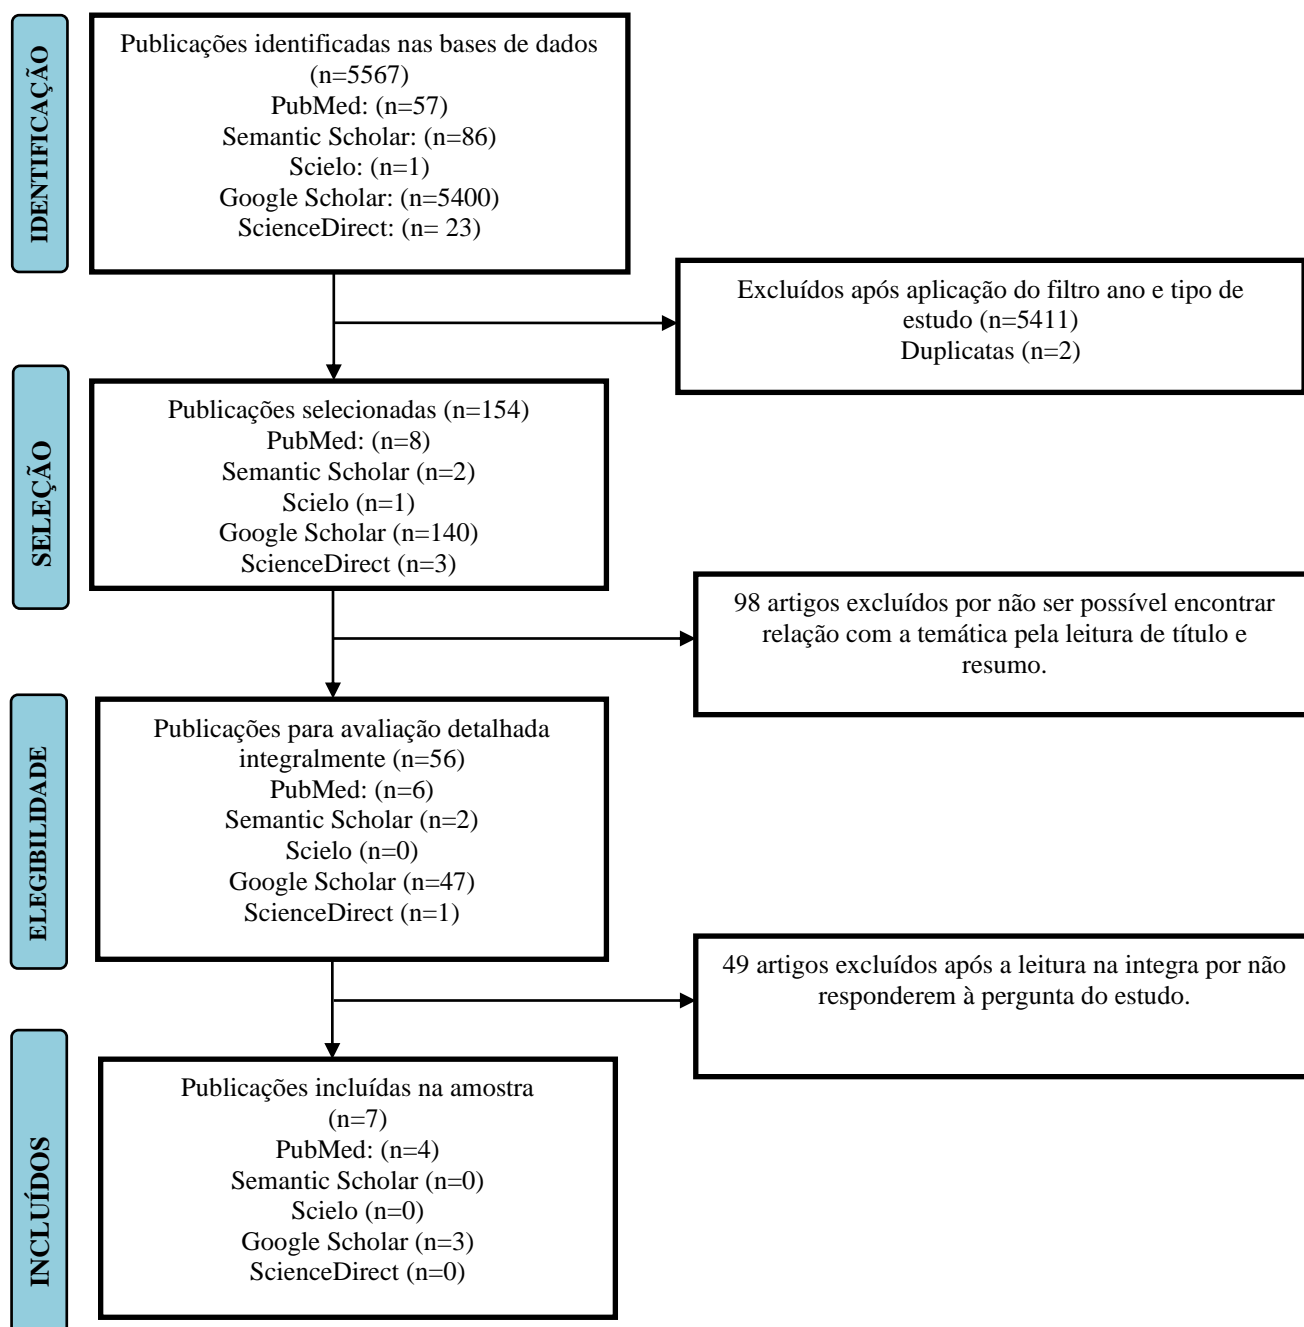 IDENTIFICAÇÃO
Publicações identificadas nas bases de dados
(n=5567)
PubMed: (n=57)
Semantic Scholar: (n=86)
Scielo: (n=1)
Google Scholar: (n=5400)
ScienceDirect: (n= 23)
Excluídos após aplicação do filtro ano e tipo de
estudo (n=5411)
Duplicatas (n=2)
SELEÇÃO
Publicações selecionadas (n=154)
PubMed: (n=8)
Semantic Scholar (n=2)
Scielo (n=1)
Google Scholar (n=140)
ScienceDirect (n=3)
98 artigos excluídos por não ser possível encontrar
relação com a temática pela leitura de título e
resumo.
ELEGIBILIDADE
Publicações para avaliação detalhada
integralmente (n=56)
PubMed: (n=6)
Semantic Scholar (n=2)
Scielo (n=0)
Google Scholar (n=47)
ScienceDirect (n=1)
49 artigos excluídos após a leitura na integra por não
responderem à pergunta do estudo.
INCLUÍDOS
Publicações incluídas na amostra
(n=7)
PubMed: (n=4)
Semantic Scholar (n=0)
Scielo (n=0)
Google Scholar (n=3)
ScienceDirect (n=0)